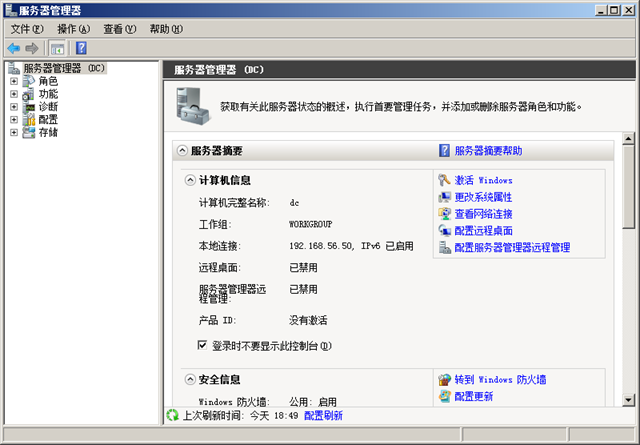 服务器管理器
文件(F) 操作(A) 查看(V) 帮助(H)
服务器管理器 (DC)
角色
功能
诊断
配置
存储
服务器管理器 (DC)
获取有关此服务器状态的概述，执行首要管理任务，并添加或删除服务器角色和功能。
服务器摘要
服务器摘要帮助
计算机信息
计算机完整名称: dc
工作组: WORKGROUP
本地连接: 192.168.56.50, IPv6 已启用
远程桌面: 已禁用
服务器管理器远程管理: 已禁用
产品 ID: 没有激活
登录时不要显示此控制台(D)
激活 Windows
更改系统属性
查看网络连接
配置远程桌面
配置服务器管理器远程管理
安全信息
Windows 防火墙: 公用: 启用
转到 Windows 防火墙
配置更新
上次刷新时间: 今天 18:49 配置刷新